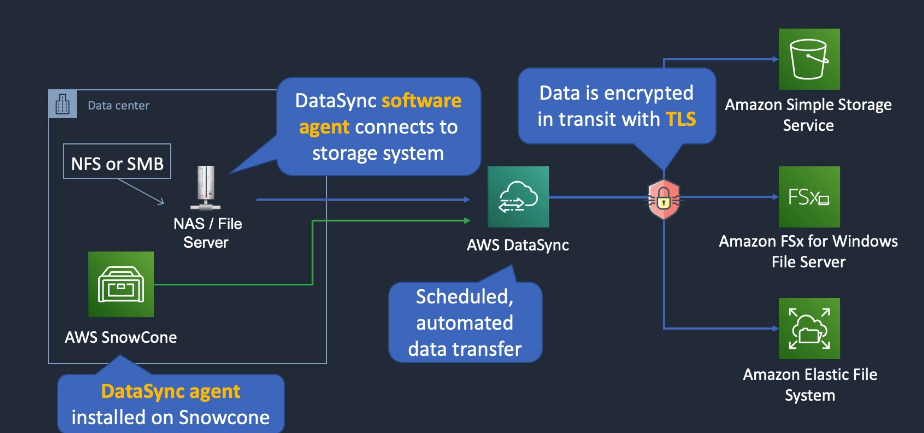 Data center
NFS or SMB
NAS / File
Server
AWS SnowCone
DataSync agent
installed on Snowcone
DataSync software
agent connects to
storage system
AWS DataSync
Scheduled,
automated
data transfer
Data is encrypted
in transit with TLS
Amazon Simple Storage
Service
FSx
Amazon FSx for Windows
File Server
Amazon Elastic File
System